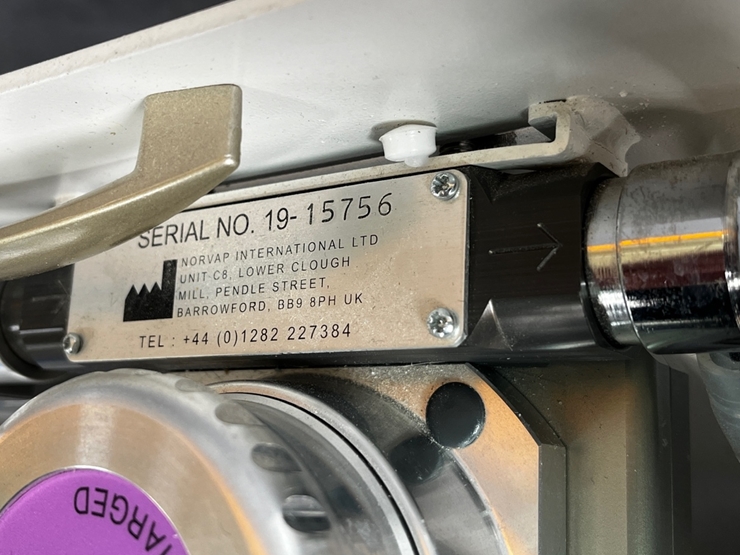 SERIAL NO. 19-15756
NORVAP INTERNATIONAL LTD
UNIT C8, LOWER CLOUGH
MILL, PENDLE STREET,
BARROWFORD, BB9 8PH UK
TEL : +44 (0)1282 227384
HARGED